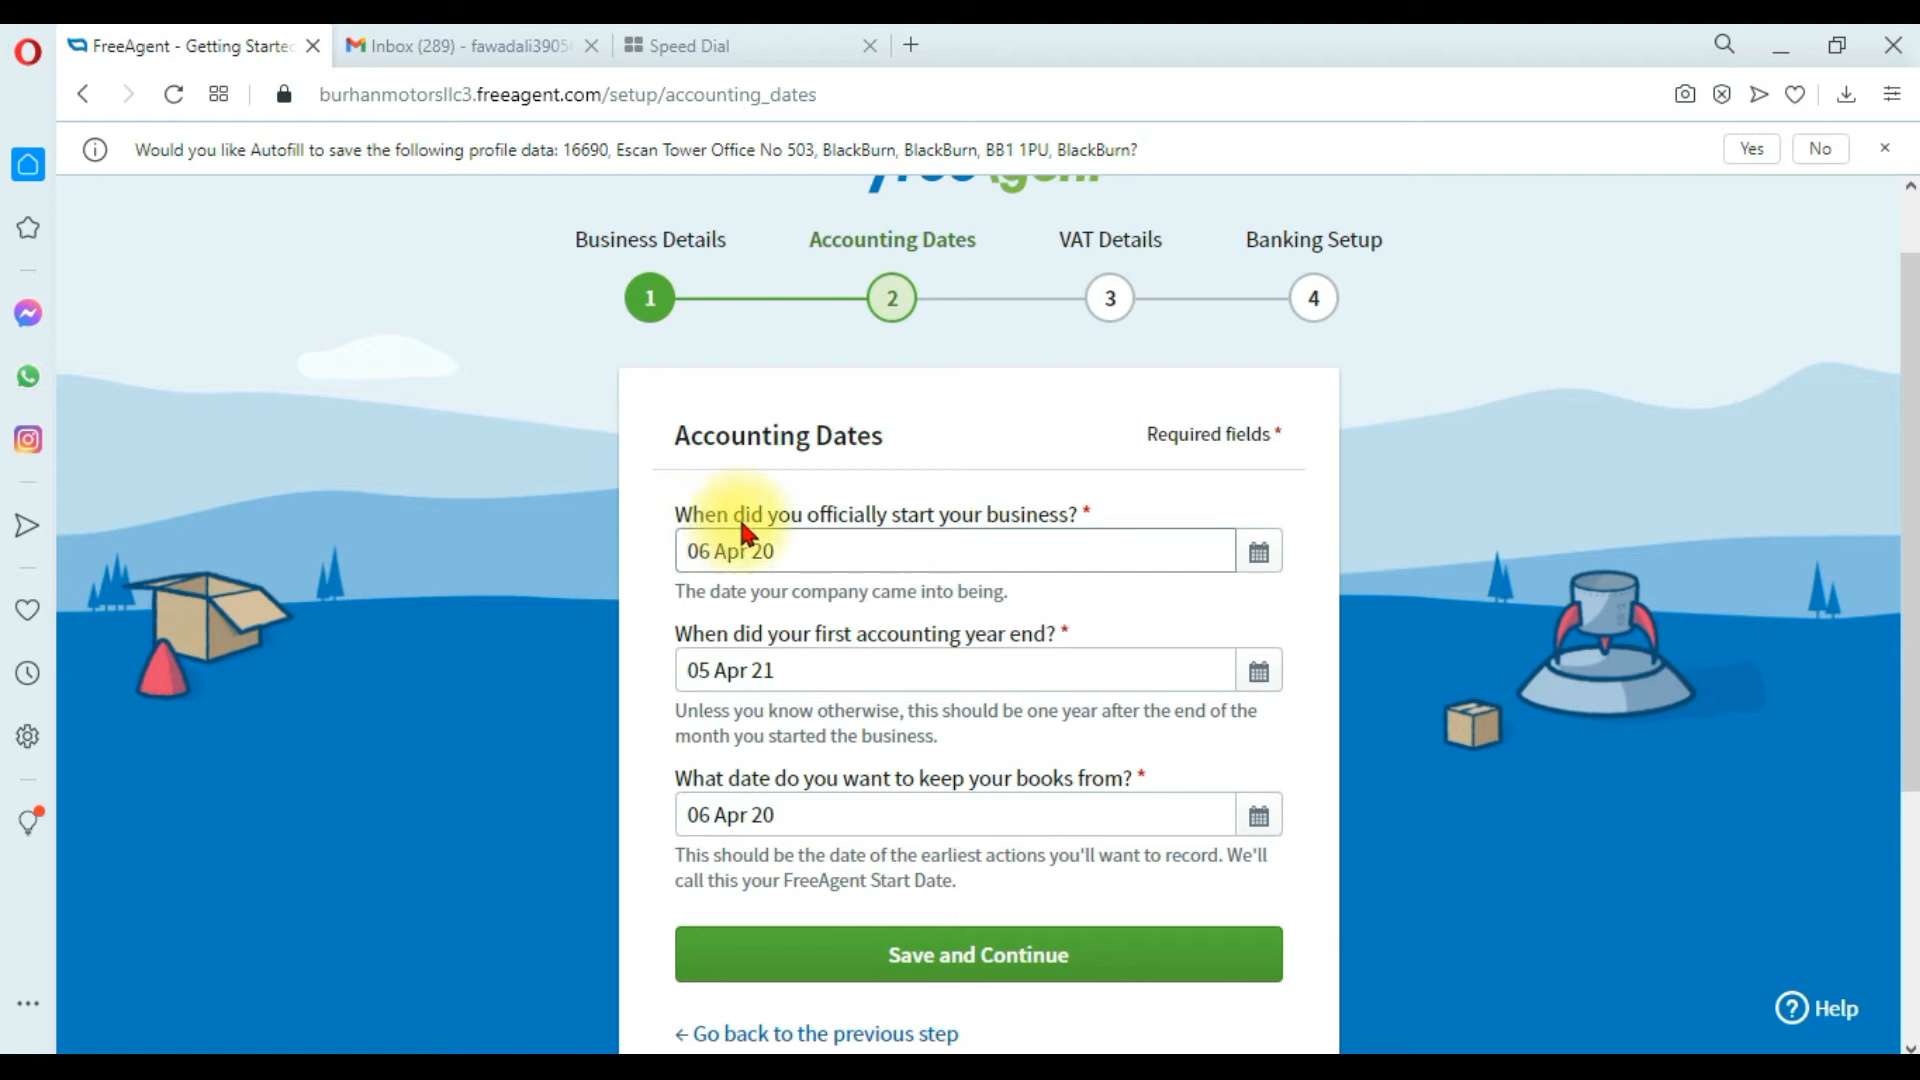 FreeAgent - Getting Starte
Inbox (289) - fawadali3905
Speed Dial
burhanmotorsllc3.freeagent.com/setup/accounting_dates
Would you like Autofill to save the following profile data: 16690, Escan Tower Office No 503, BlackBurn, BlackBurn, BB1 1PU, BlackBurn?
Yes
No
Business Details
Accounting Dates
VAT Details
Banking Setup
1
2
3
4
Accounting Dates
Required fields *
When did you officially start your business? *
06 Apr 20
The date your company came into being.
When did your first accounting year end? *
05 Apr 21
Unless you know otherwise, this should be one year after the end of the
month you started the business.
What date do you want to keep your books from? *
06 Apr 20
This should be the date of the earliest actions you'll want to record. We'll
call this your FreeAgent Start Date.
Save and Continue
← Go back to the previous step
? Help